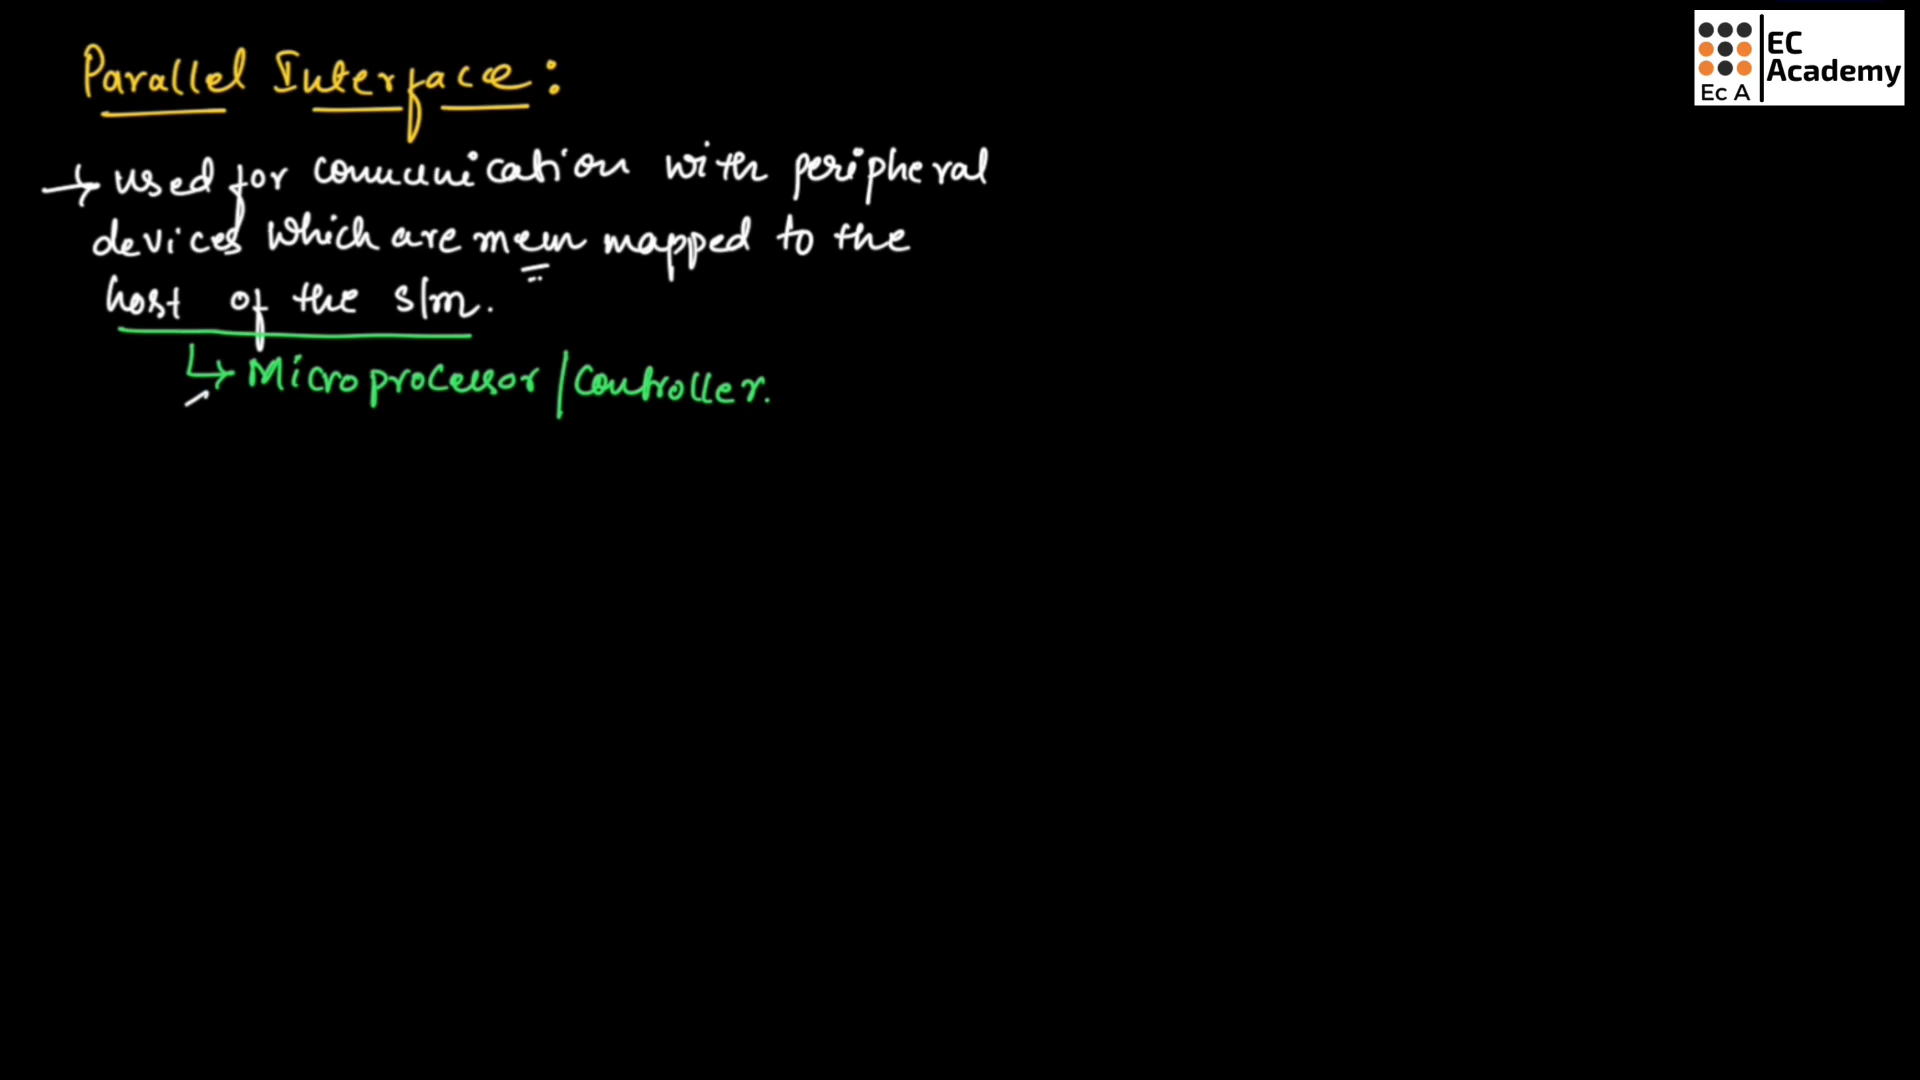 Parallel Interface:
→ used for communication with peripheral
devices which are mem mapped to the
host of the s/m.
↳ Microprocessor/Controller.
EC
Academy
Ec A